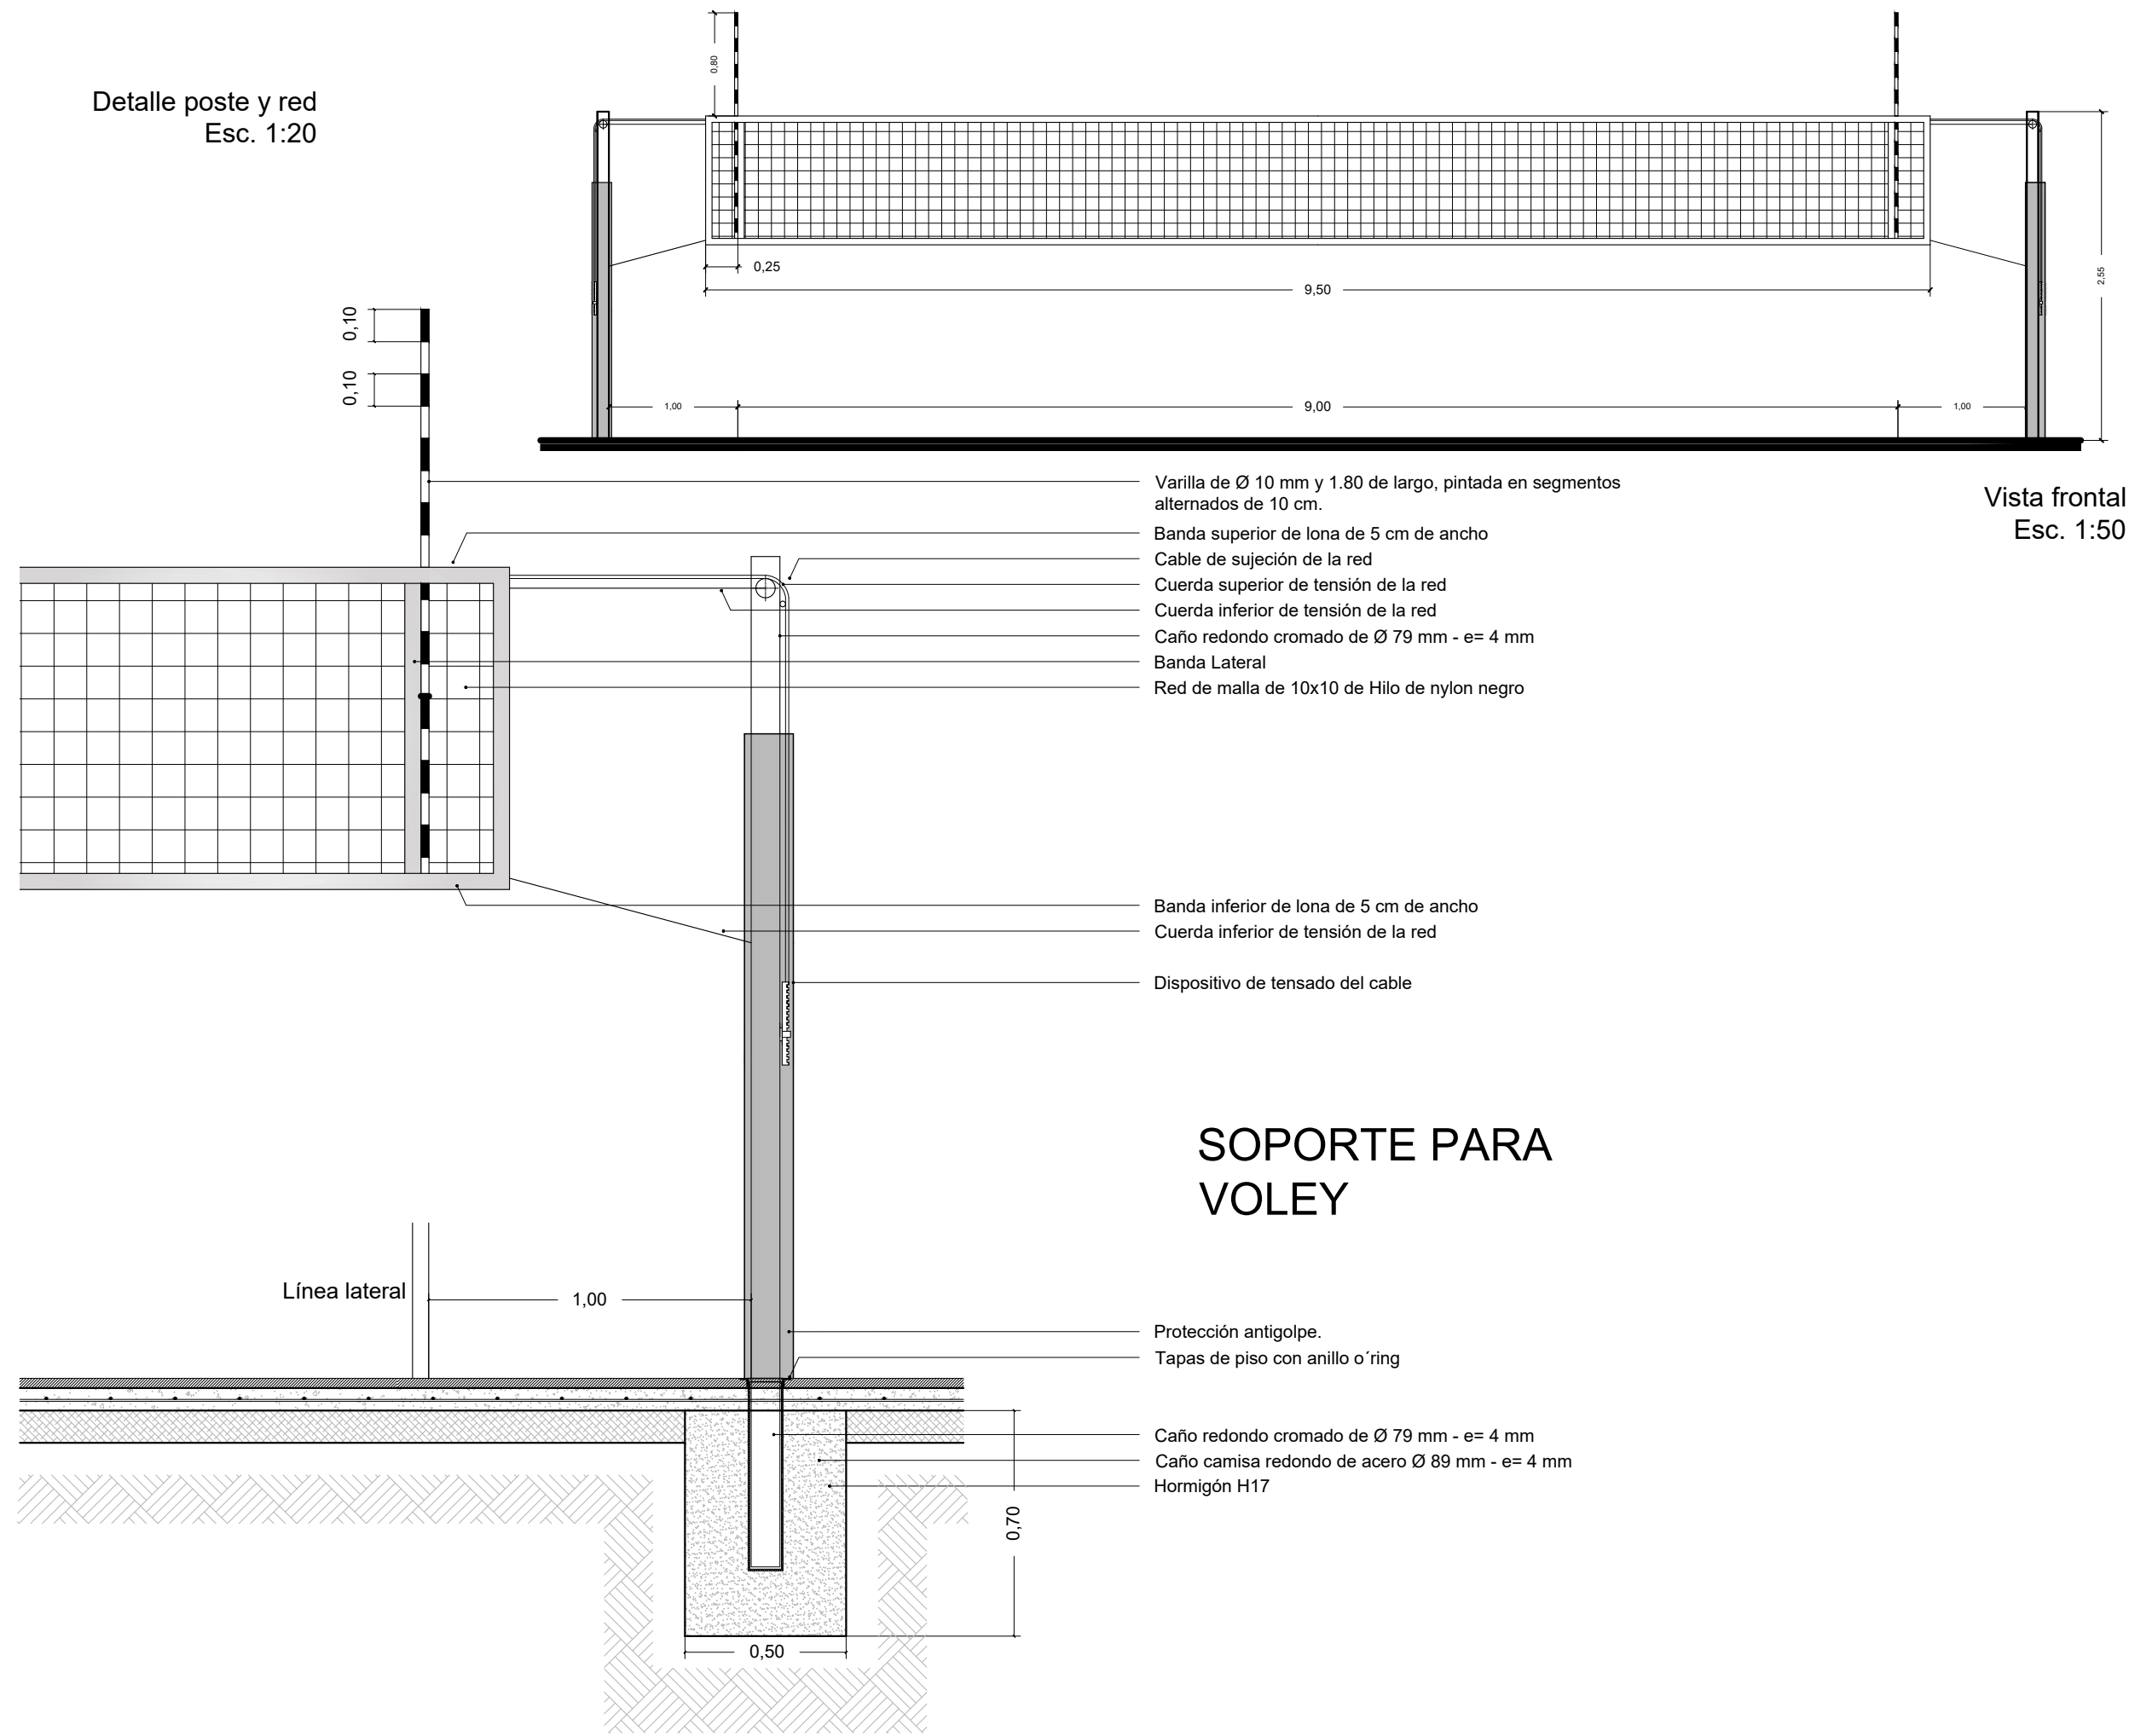 Detalle poste y red
Esc. 1:20
0.80
0,25
9,50
2,55
1,00
9,00
1,00
Vista frontal
Esc. 1:50
0,10
0,10
Varilla de Ø 10 mm y 1.80 de largo, pintada en segmentos
alternados de 10 cm.
Banda superior de lona de 5 cm de ancho
Cable de sujeción de la red
Cuerda superior de tensión de la red
Cuerda inferior de tensión de la red
Caño redondo cromado de Ø 79 mm - e= 4 mm
Banda Lateral
Red de malla de 10x10 de Hilo de nylon negro
Banda inferior de lona de 5 cm de ancho
Cuerda inferior de tensión de la red
Dispositivo de tensado del cable
SOPORTE PARA
VOLEY
Línea lateral
1,00
Protección antigolpe.
Tapas de piso con anillo o´ring
Caño redondo cromado de Ø 79 mm - e= 4 mm
Caño camisa redondo de acero Ø 89 mm - e= 4 mm
Hormigón H17
0,70
0,50